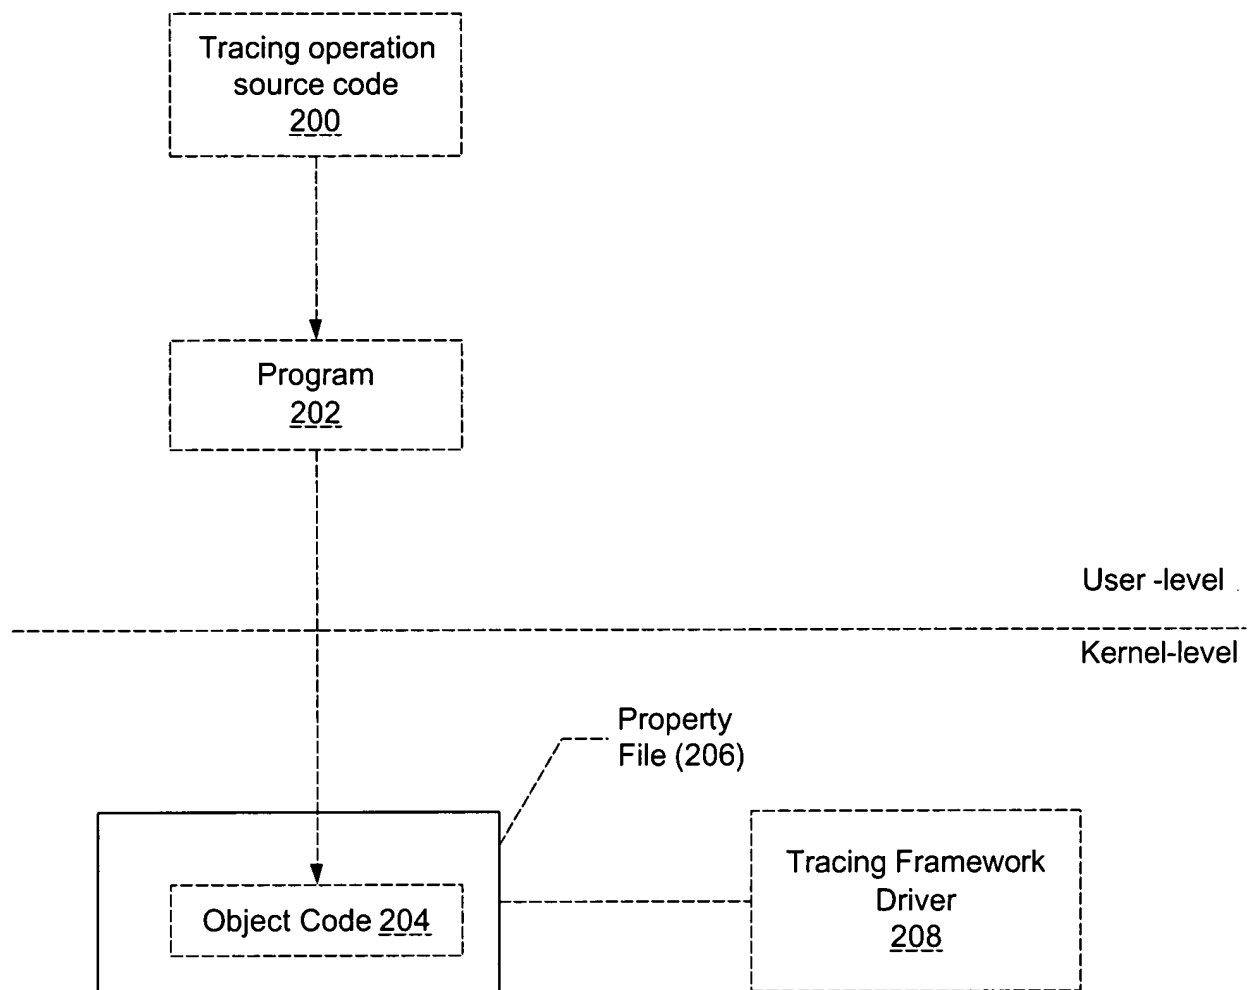 Tracing operation
source code
200
Program
202
User -level
Kernel-level
Property
File (206)
Object Code 204
Tracing Framework
Driver
208